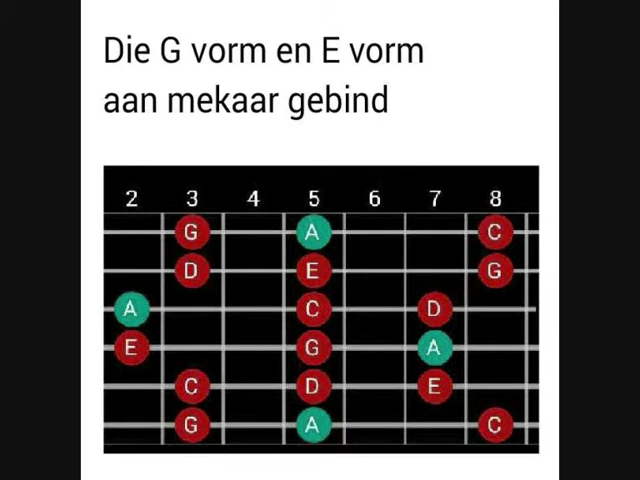 Die G vorm en E vorm
aan mekaar gebind
2 3 4 5 6 7 8
G A C
D E G
A C D
E G A
C D E
G A C